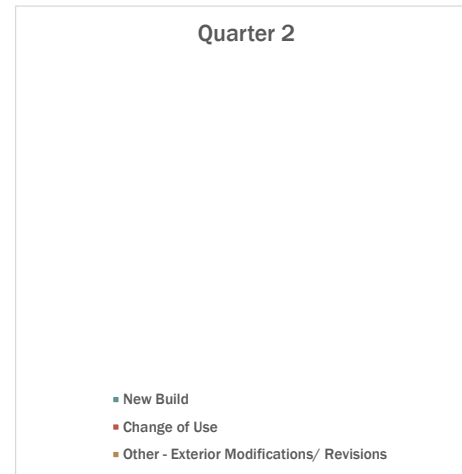 Quarter 2
New Build
Change of Use
Other - Exterior Modifications/ Revisions